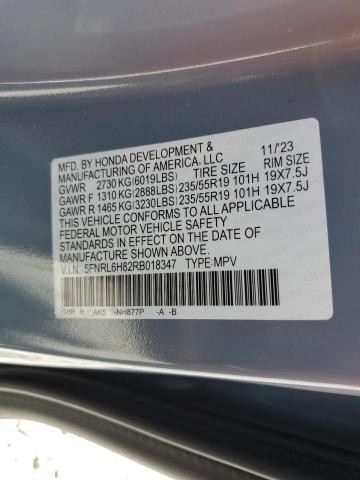 MFD. BY HONDA DEVELOPMENT & 11/'23
MANUFACTURING OF AMERICA, LLC
GVWR 2730 KG (6019LBS) TIRE SIZE RIM SIZE
GAWR F 1310 KG (2888LBS) 235/55R19 101H 19X7.5J
GAWR R 1465 KG (3230LBS) 235/55R19 101H 19X7.5J
THIS VEHICLE CONFORMS TO ALL APPLICABLE
FEDERAL MOTOR VEHICLE SAFETY
STANDARDS IN EFFECT ON THE DATE OF
MANUFACTURE SHOWN ABOVE.
V.I.N.: 5FNRL6H82RB018347 TYPE: MPV
THR R AK5 -NH877P -A -B